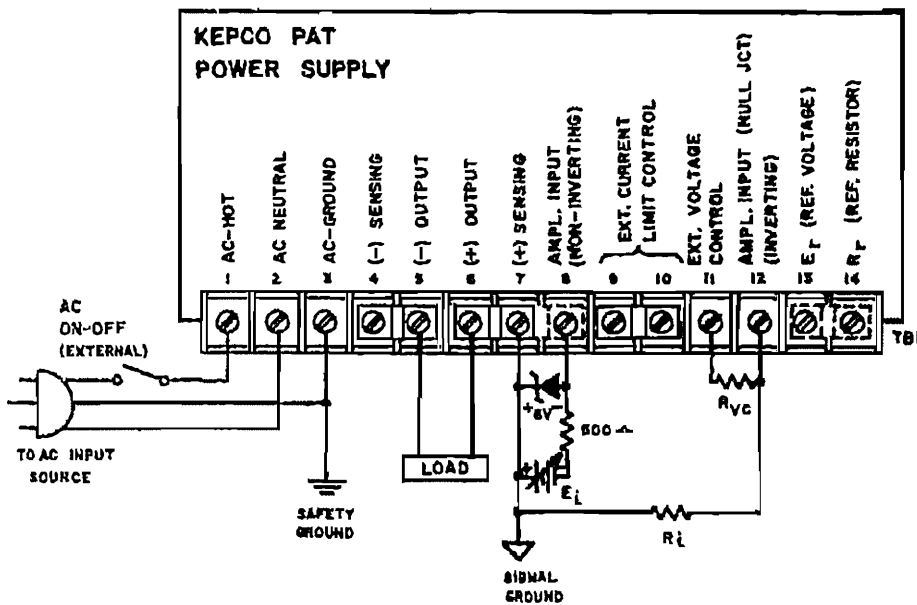 KEPCO PAT
POWER SUPPLY
AC-HOT
AC NEUTRAL
AC-GROUND
(-) SENSING
(-) OUTPUT
(+) OUTPUT
(+) SENSING
AMPL. INPUT
(NON-INVERTING)
EXT. CURRENT
LIMIT CONTROL
EXT. VOLTAGE
CONTROL
AMPL. INPUT (NULL JCT)
(INVERTING)
Er (REF. VOLTAGE)
Rr (REF. RESISTOR)
1 2 3 4 5 6 7 8 9 10 11 12 13 14
AC
ON-OFF
(EXTERNAL)
TO AC INPUT
SOURCE
SAFETY
GROUND
LOAD
+ 6V -
500
+ -
Ei
SIGNAL
GROUND
RVC
Ri